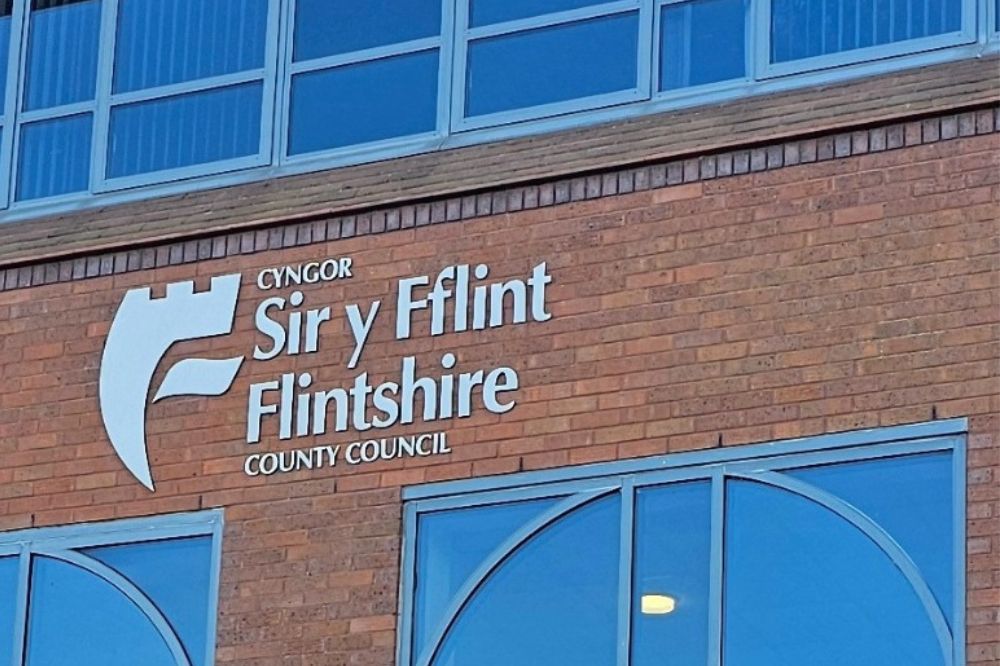 CYNGOR
Sir y Fflint
Flintshire
COUNTY COUNCIL